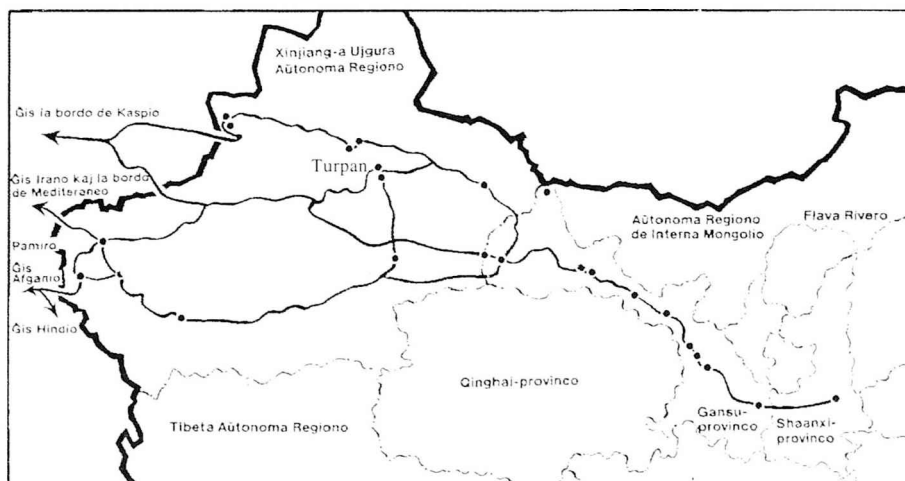 Xinjiang-a Ujgura
Aŭtonoma Regiono
Ĝis la bordo de Kaspio
Turpan
Ĝis Irano kaj la bordo
de Mediteraneo
Aŭtonoma Regiono
de Interna Mongolio
Flava Rivero
Pamiro
Ĝis
Afganio
Ĝis Hindio
Qinghai-provinco
Tibeta Aŭtonoma Regiono
Gansu-
provinco
Shaanxi-
provinco